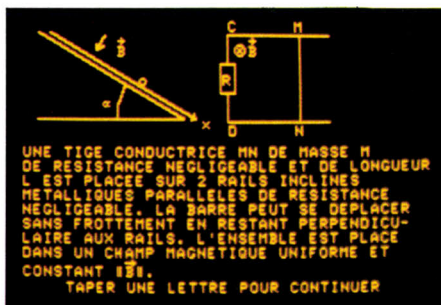 B
α
x
C M
B
R
D N
UNE TIGE CONDUCTRICE MN DE MASSE M
DE RESISTANCE NEGLIGEABLE ET DE LONGUEUR
L EST PLACEE SUR 2 RAILS INCLINES
METALLIQUES PARALLELES DE RESISTANCE
NEGLIGEABLE. LA BARRE PEUT SE DEPLACER
SANS FROTTEMENT EN RESTANT PERPENDICU-
LAIRE AUX RAILS. L'ENSEMBLE EST PLACE
DANS UN CHAMP MAGNETIQUE UNIFORME ET
CONSTANT "B".
TAPER UNE LETTRE POUR CONTINUER